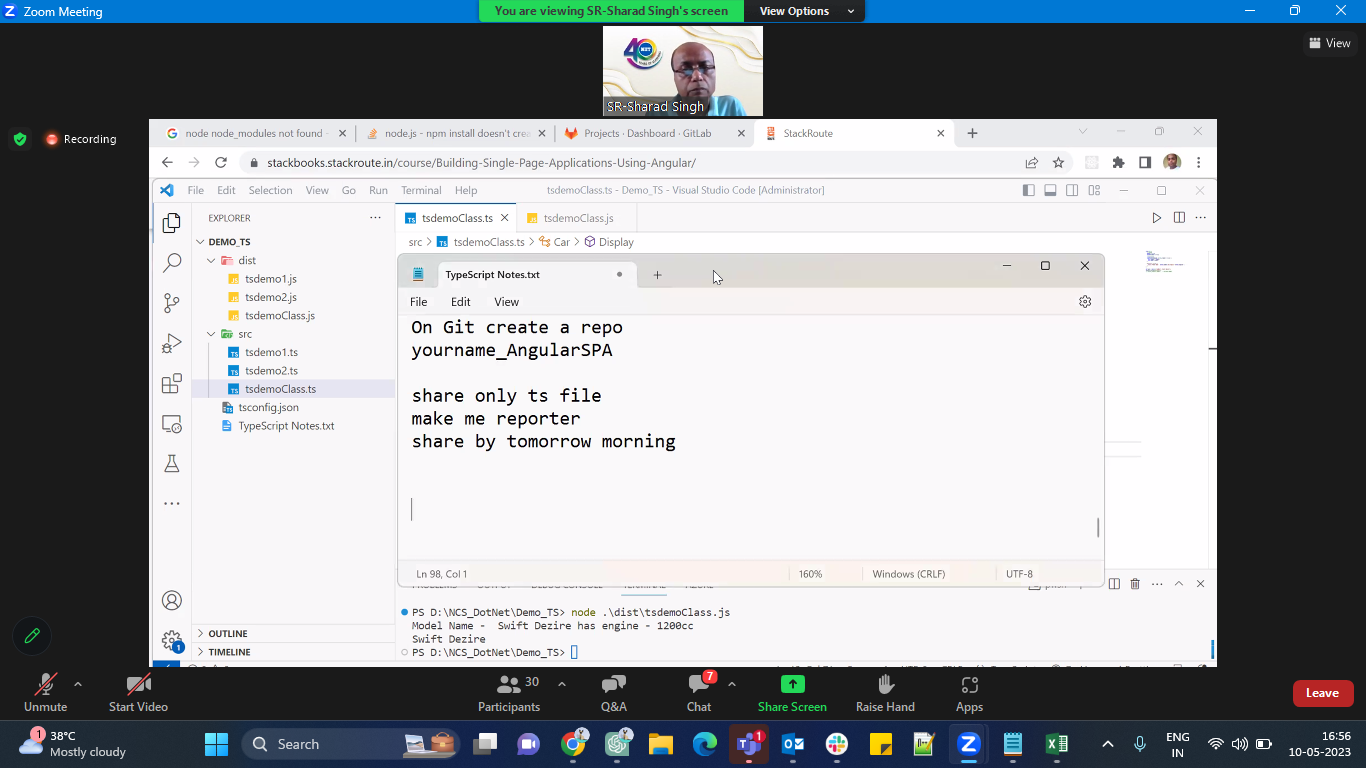 Zoom Meeting
You are viewing SR-Sharad Singh's screen
View Options
View
SR-Sharad Singh
Recording
node node_modules not found -
node.js - npm install doesn't crea
Projects · Dashboard · GitLab
StackRoute
stackbooks.stackroute.in/course/Building-Single-Page-Applications-Using-Angular/
File Edit Selection View Go Run Terminal Help
tsdemoClass.ts - Demo_TS - Visual Studio Code [Administrator]
EXPLORER
tsdemoClass.ts
tsdemoClass.js
src > tsdemoClass.ts > Car > Display
DEMO_TS
dist
tsdemo1.js
tsdemo2.js
tsdemoClass.js
src
tsdemo1.ts
tsdemo2.ts
tsdemoClass.ts
tsconfig.json
TypeScript Notes.txt
OUTLINE
TIMELINE
1
TypeScript Notes.txt
File Edit View
On Git create a repo
yourname_AngularSPA
share only ts file
make me reporter
share by tomorrow morning
Ln 98, Col 1
160%
Windows (CRLF)
UTF-8
PS D:\NCS_DotNet\Demo_TS> node .\dist\tsdemoClass.js
Model Name -  Swift Dezire has engine - 1200cc
Swift Dezire
PS D:\NCS_DotNet\Demo_TS>
Unmute
Start Video
Participants
30
Q&A
Chat
7
Share Screen
Raise Hand
Apps
Leave
1
38°C
Mostly cloudy
Search
1
ENG
IN
16:56
10-05-2023